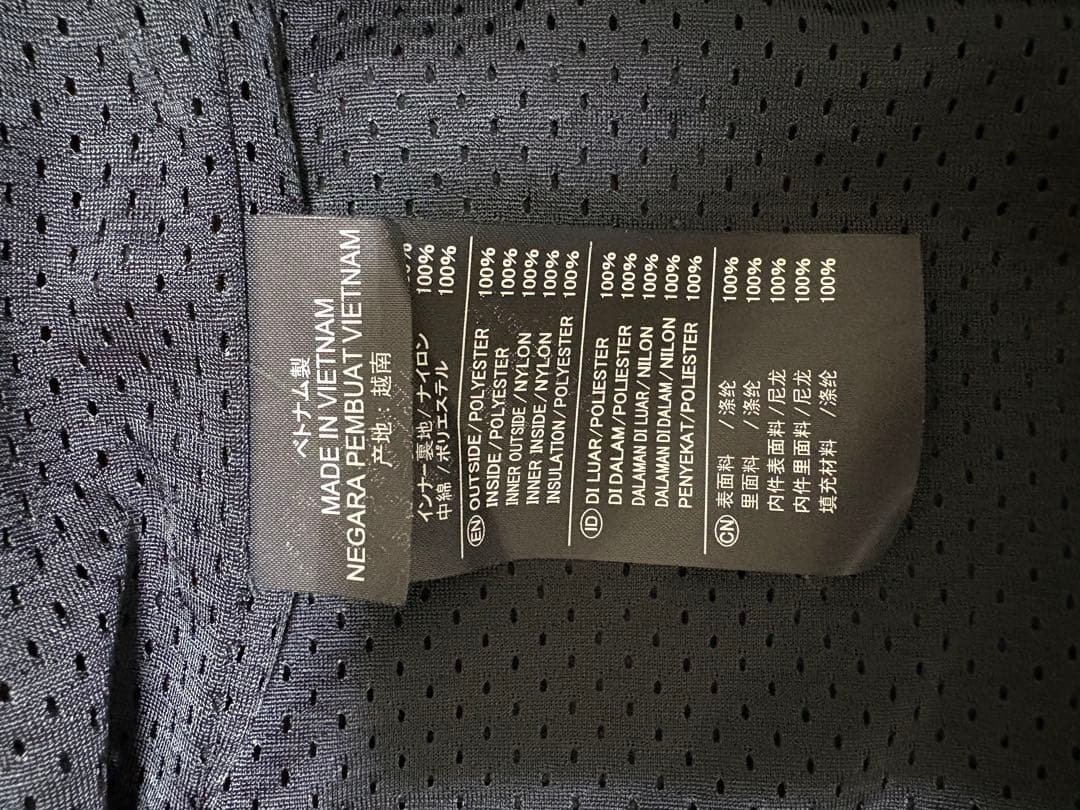 ベトナム製
MADE IN VIETNAM
NEGARA PEMBUAT VIETNAM
产地: 越南
インナー裏地/ナイロン 100%
中綿/ポリエステル 100%
EN OUTSIDE/POLYESTER 100%
INSIDE/POLYESTER 100%
INNER OUTSIDE/NYLON 100%
INNER INSIDE/NYLON 100%
INSULATION/POLYESTER 100%
ID DI LUAR/POLIESTER 100%
DI DALAM/POLIESTER 100%
DALAMAN DI LUAR/NILON 100%
DALAMAN DI DALAM/NILON 100%
PENYEKAT/POLIESTER 100%
CN 表面料 /涤纶 100%
里面料 /涤纶 100%
内件表面料/尼龙 100%
内件里面料/尼龙 100%
填充材料 /涤纶 100%